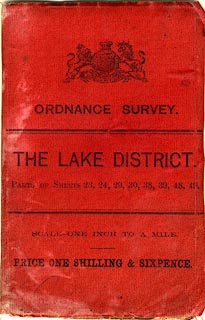 ORDNANCE SURVEY.
THE LAKE DISTRICT.
PARTS OF SHEETS 23, 24, 29, 30, 38, 39, 48, 49.
SCALE—ONE INCH TO A MILE.
PRICE ONE SHILLING & SIXPENCE.